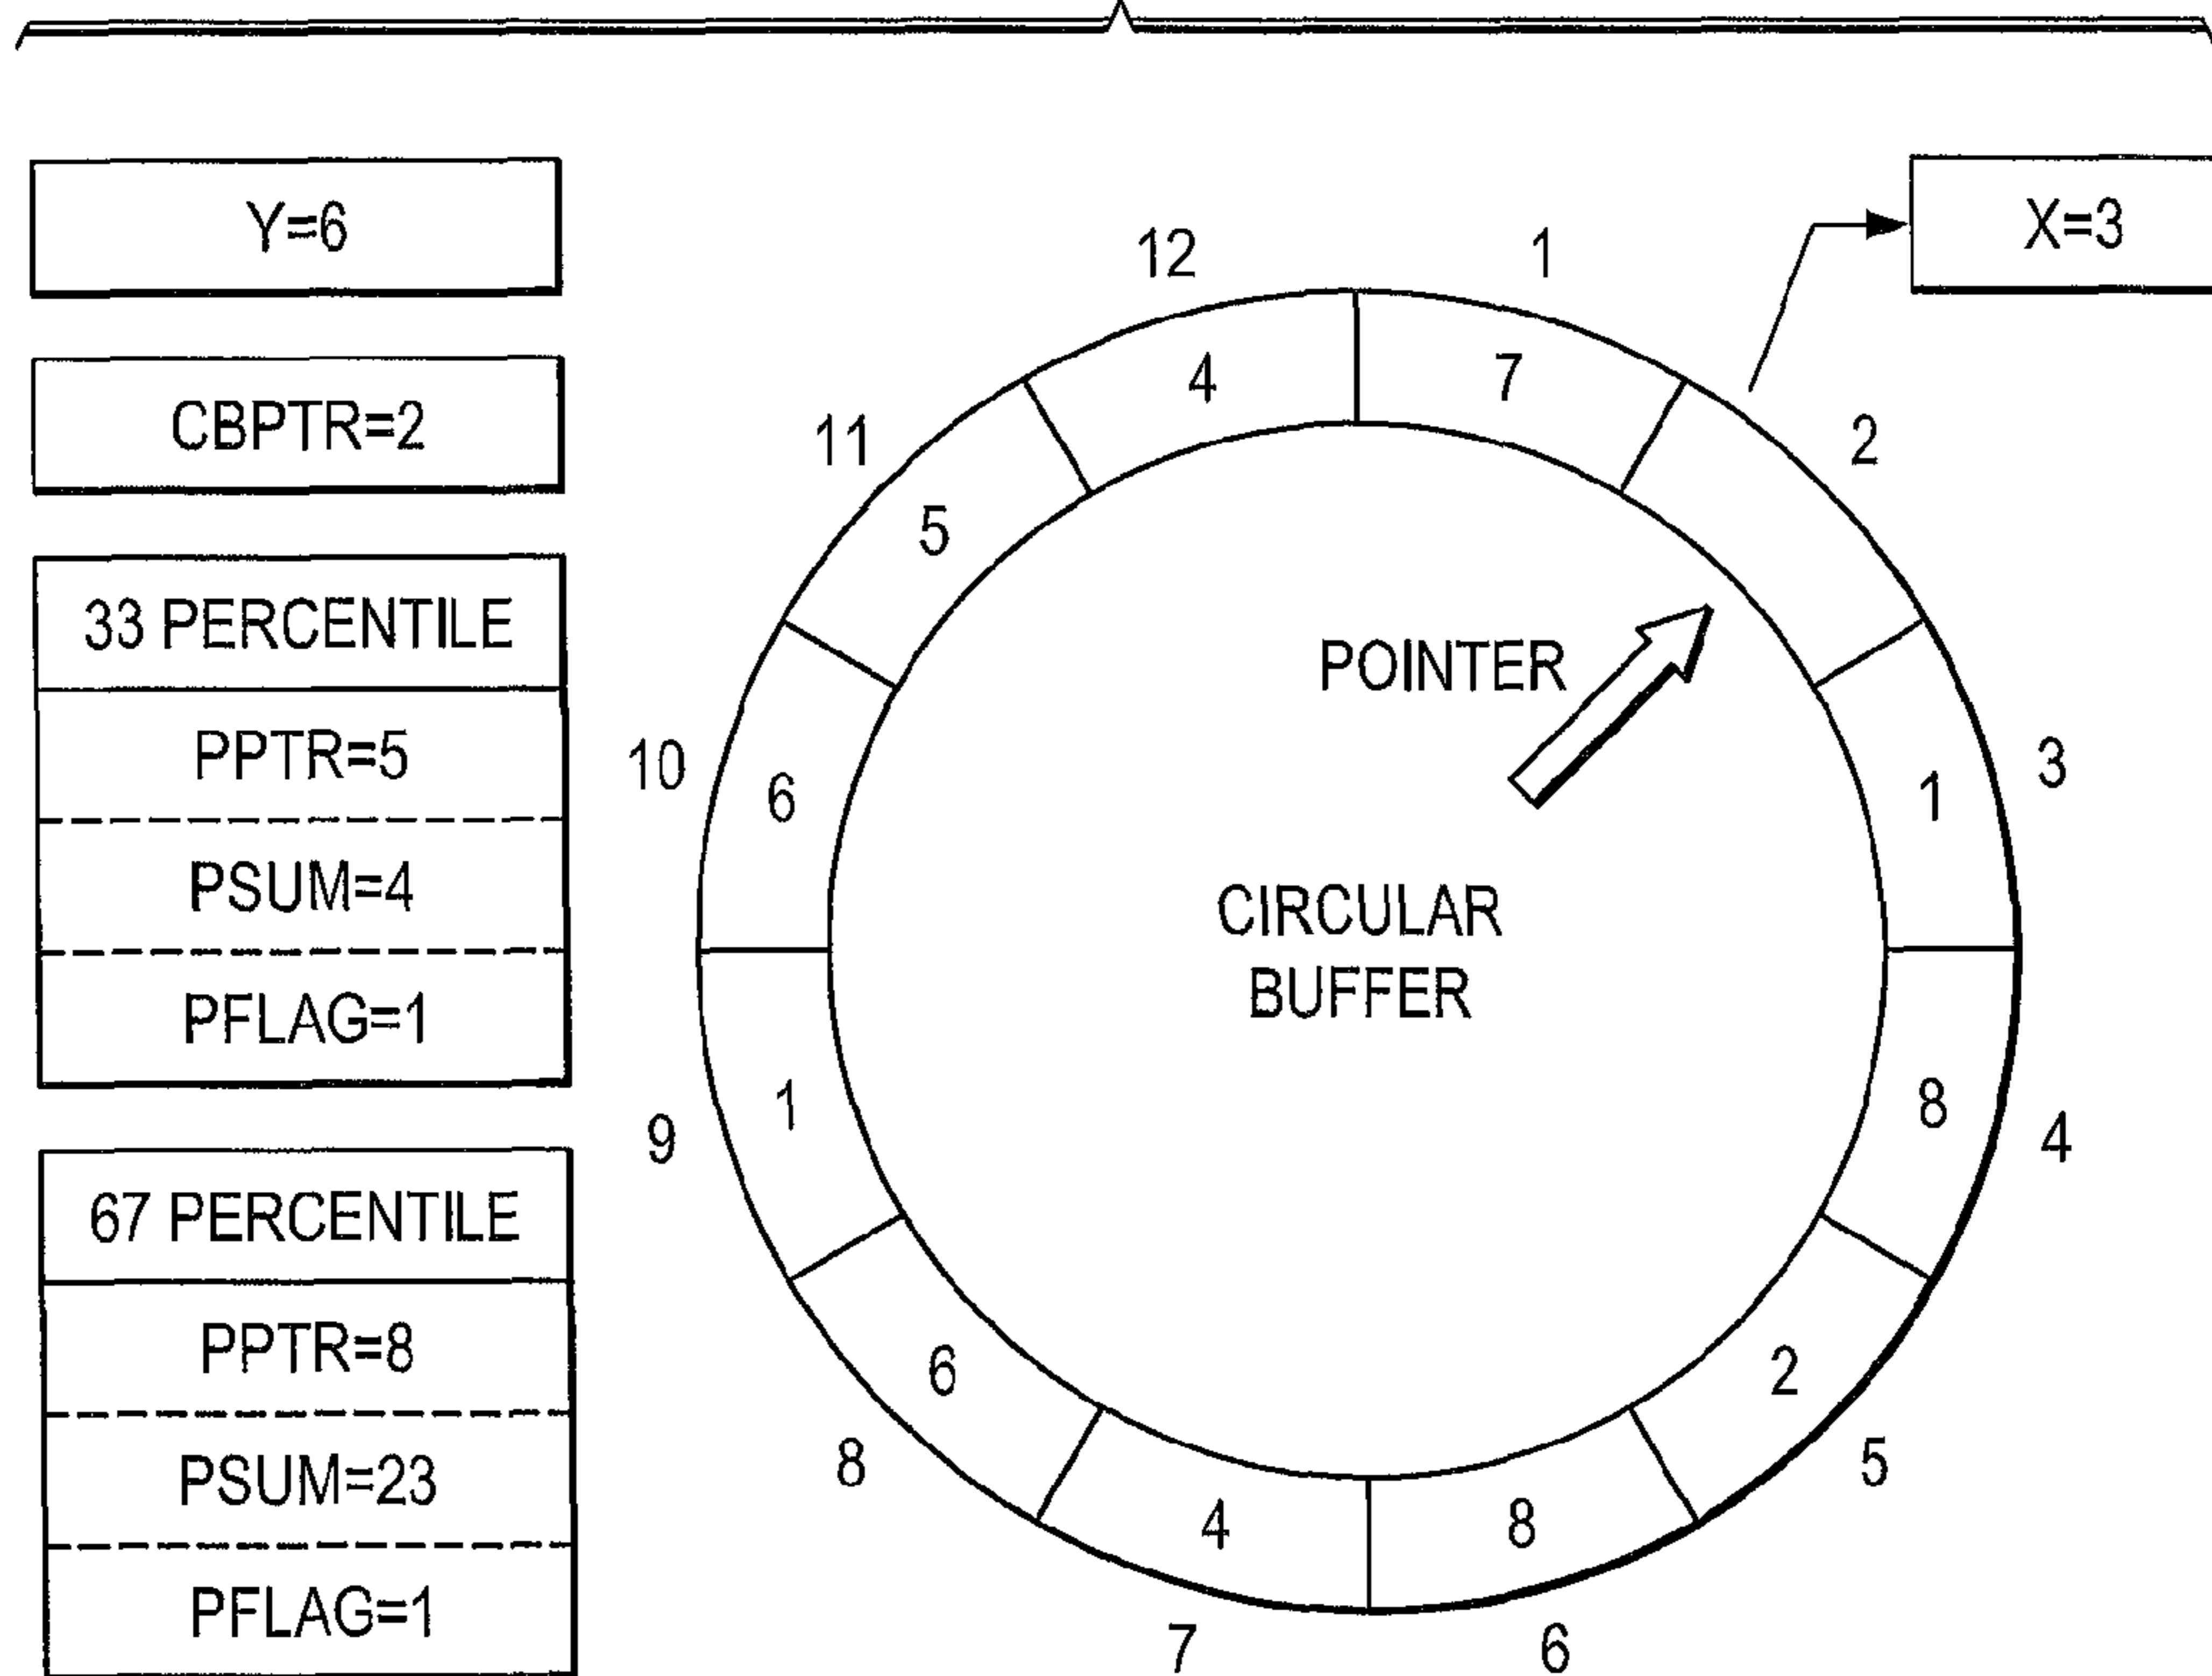 Y=6
CBPTR=2
33 PERCENTILE
PPTR=5
PSUM=4
PFLAG=1
67 PERCENTILE
PPTR=8
PSUM=23
PFLAG=1
X=3
12
1
2
3
4
5
6
7
8
9
10
11
4
7
1
8
2
8
4
6
1
6
5
POINTER
CIRCULAR
BUFFER